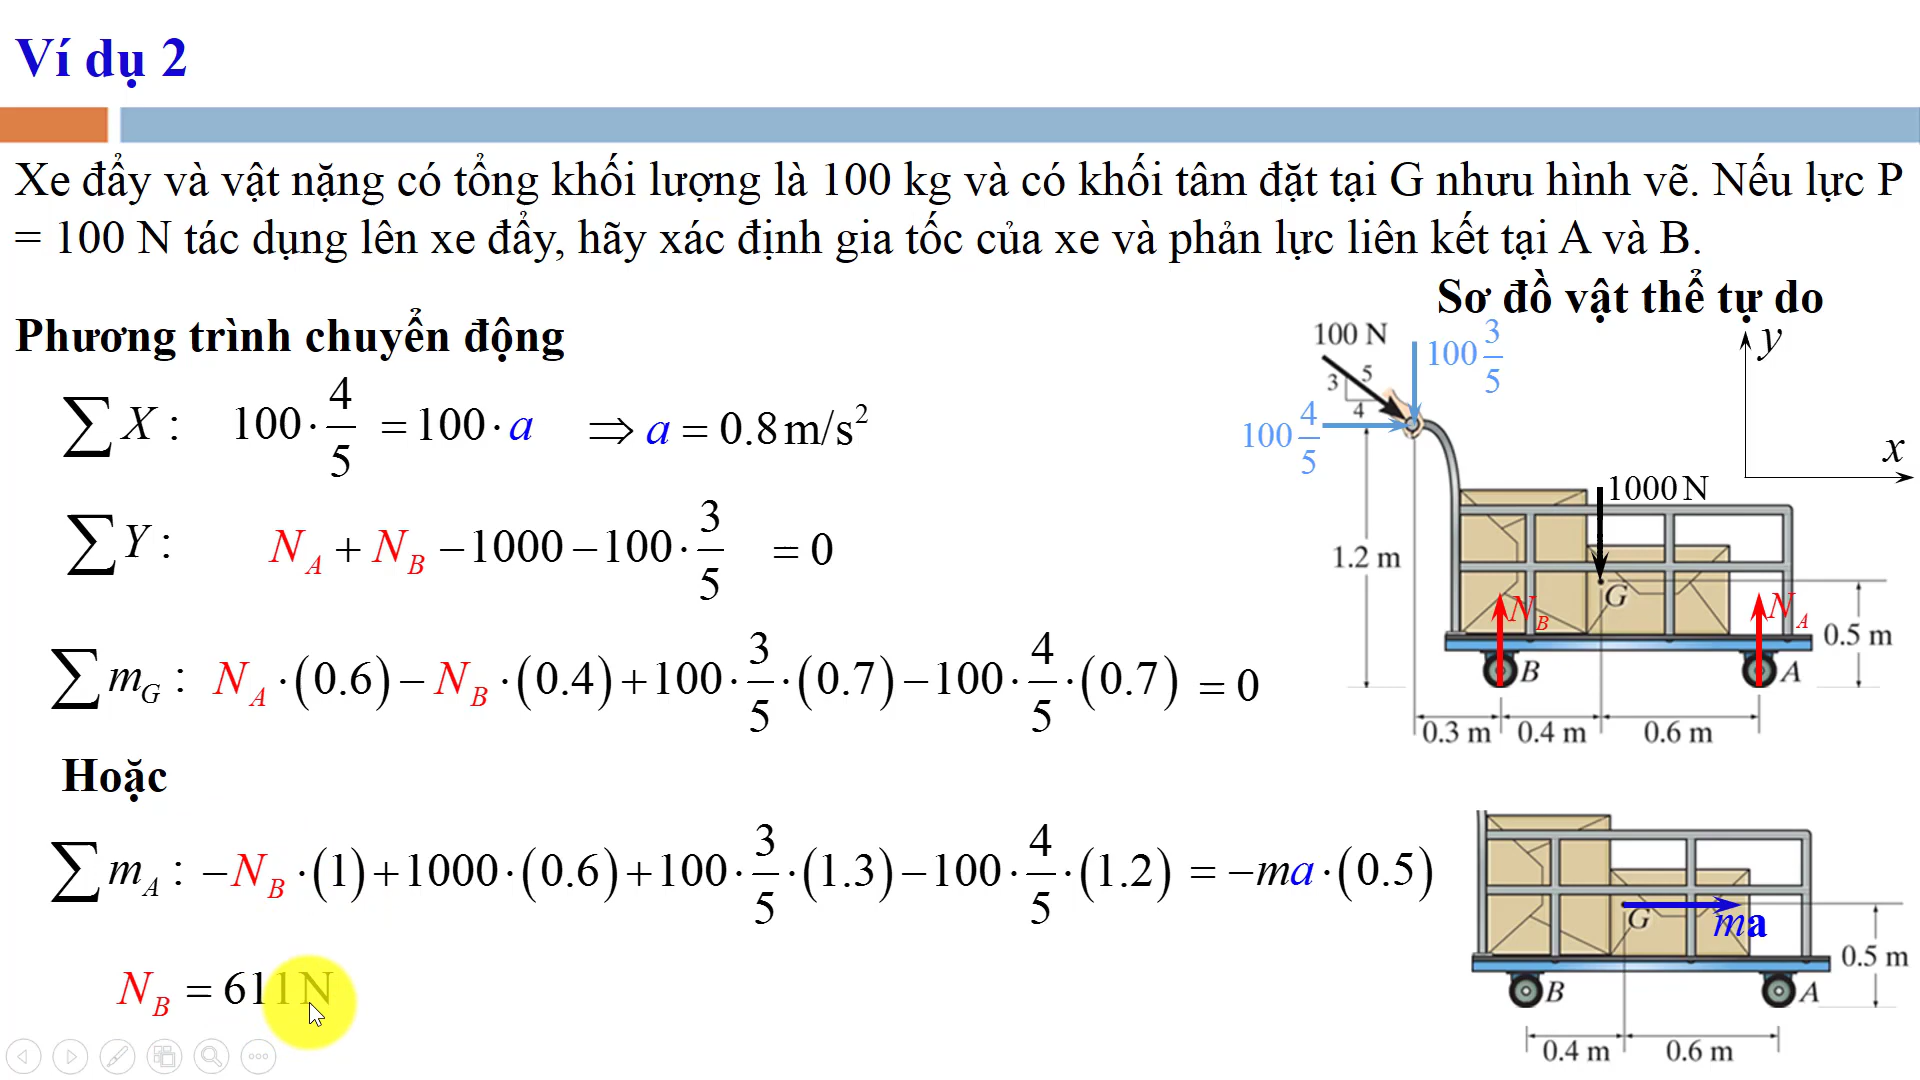 Ví dụ 2
Xe đẩy và vật nặng có tổng khối lượng là 100 kg và có khối tâm đặt tại G nhưu hình vẽ. Nếu lực P
= 100 N tác dụng lên xe đẩy, hãy xác định gia tốc của xe và phản lực liên kết tại A và B.
Sơ đồ vật thể tự do
Phương trình chuyển động
∑X : 100·4/5 = 100·a ⇒ a = 0.8 m/s²
∑Y : N_A + N_B −1000 −100·3/5 = 0
∑m_G : N_A·(0.6) − N_B·(0.4) + 100·3/5·(0.7) − 100·4/5·(0.7) = 0
Hoặc
∑m_A : −N_B·(1) + 1000·(0.6) + 100·3/5·(1.3) − 100·4/5·(1.2) = −ma·(0.5)
N_B = 611 N
100 N
100 3/5
y
3 5
4
100 4/5
x
1000 N
1.2 m
G
N_B
N_A
0.5 m
B
A
0.3 m 0.4 m 0.6 m
G
ma
0.5 m
B
A
0.4 m 0.6 m